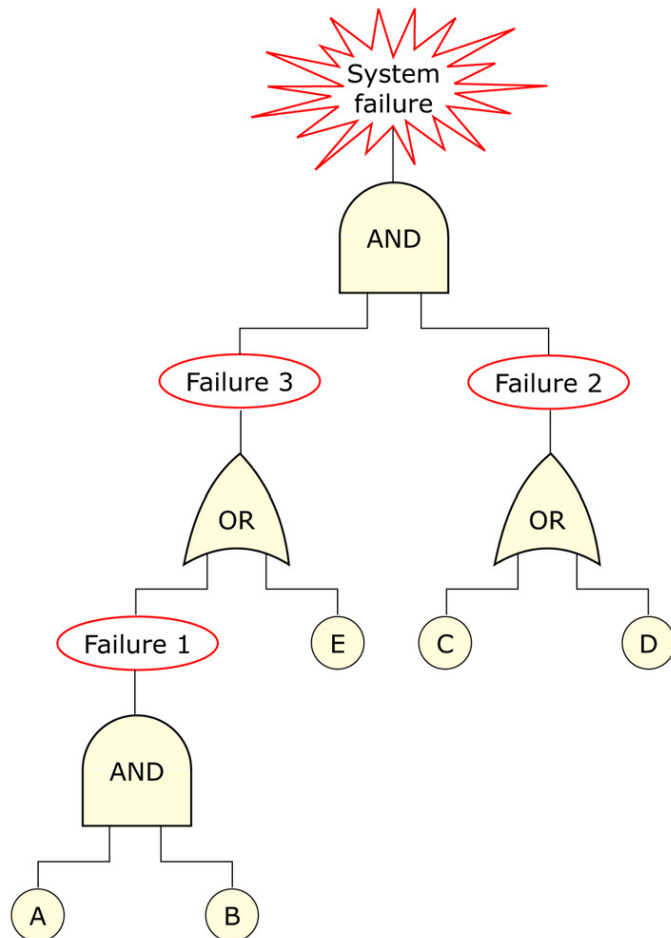 System
failure
AND
Failure 3
Failure 2
OR
OR
Failure 1
E
C
D
AND
A
B